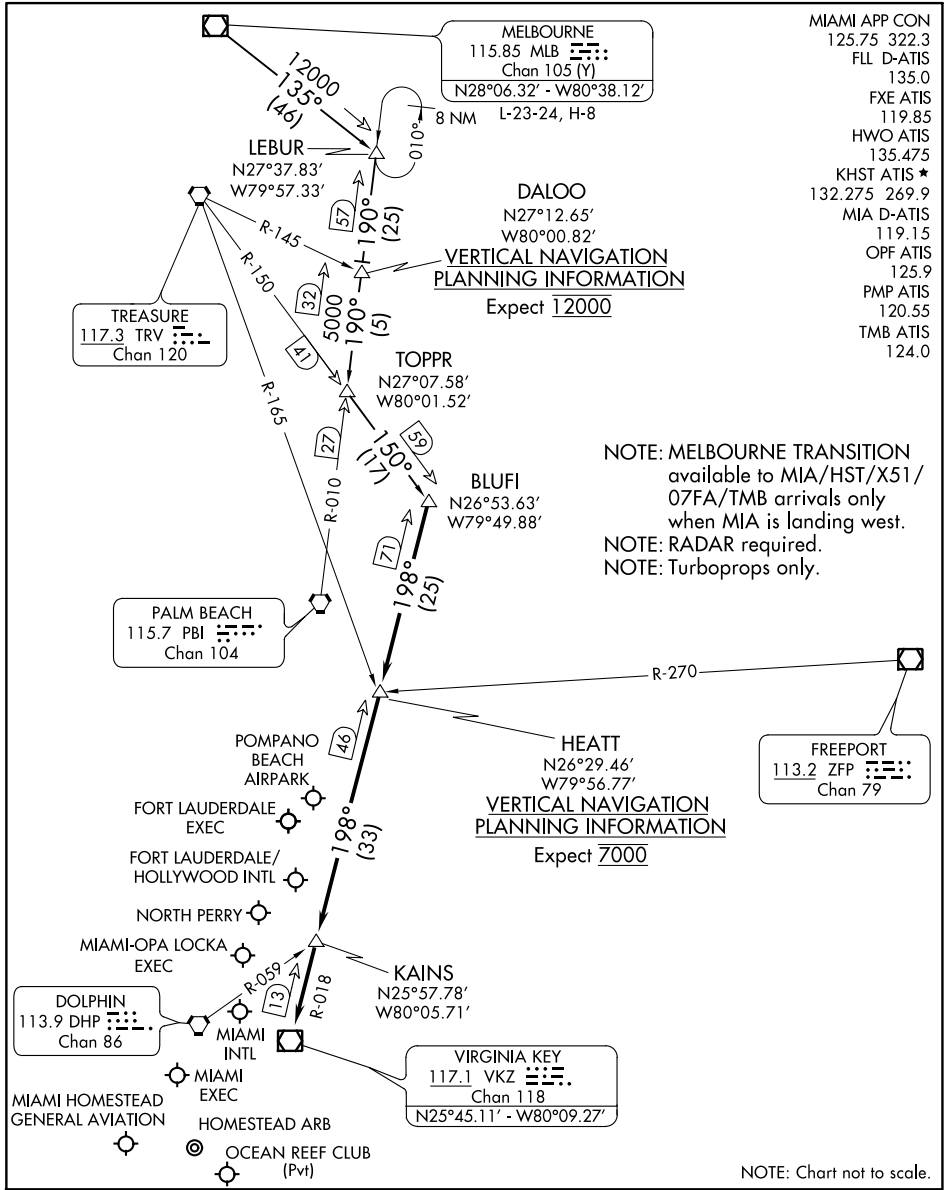 MELBOURNE
115.85 MLB
Chan 105 (Y)
N28°06.32' - W80°38.12'
L-23-24, H-8
MIAMI APP CON
125.75 322.3
FLL D-ATIS
135.0
FXE ATIS
119.85
HWO ATIS
135.475
KHST ATIS ★
132.275 269.9
MIA D-ATIS
119.15
OPF ATIS
125.9
PMP ATIS
120.55
TMB ATIS
124.0
12000
135°
(46)
8 NM
010°
LEBUR
N27°37.83'
W79°57.33'
57
190°
(25)
DALOO
N27°12.65'
W80°00.82'
VERTICAL NAVIGATION
PLANNING INFORMATION
Expect 12000
R-145
R-150
R-165
TREASURE
117.3 TRV
Chan 120
32
5000
190°
(5)
41
TOPPR
N27°07.58'
W80°01.52'
27
R-010
150°
(17)
59
BLUFI
N26°53.63'
W79°49.88'
71
198°
(25)
NOTE: MELBOURNE TRANSITION
available to MIA/HST/X51/
07FA/TMB arrivals only
when MIA is landing west.
NOTE: RADAR required.
NOTE: Turboprops only.
PALM BEACH
115.7 PBI
Chan 104
R-270
FREEPORT
113.2 ZFP
Chan 79
HEATT
N26°29.46'
W79°56.77'
VERTICAL NAVIGATION
PLANNING INFORMATION
Expect 7000
46
198°
(33)
POMPANO
BEACH
AIRPARK
FORT LAUDERDALE
EXEC
FORT LAUDERDALE/
HOLLYWOOD INTL
NORTH PERRY
MIAMI-OPA LOCKA
EXEC
KAINS
N25°57.78'
W80°05.71'
R-059
13
R-018
DOLPHIN
113.9 DHP
Chan 86
MIAMI
INTL
VIRGINIA KEY
117.1 VKZ
Chan 118
N25°45.11' - W80°09.27'
MIAMI
EXEC
MIAMI HOMESTEAD
GENERAL AVIATION
HOMESTEAD ARB
OCEAN REEF CLUB
(Pvt)
NOTE: Chart not to scale.